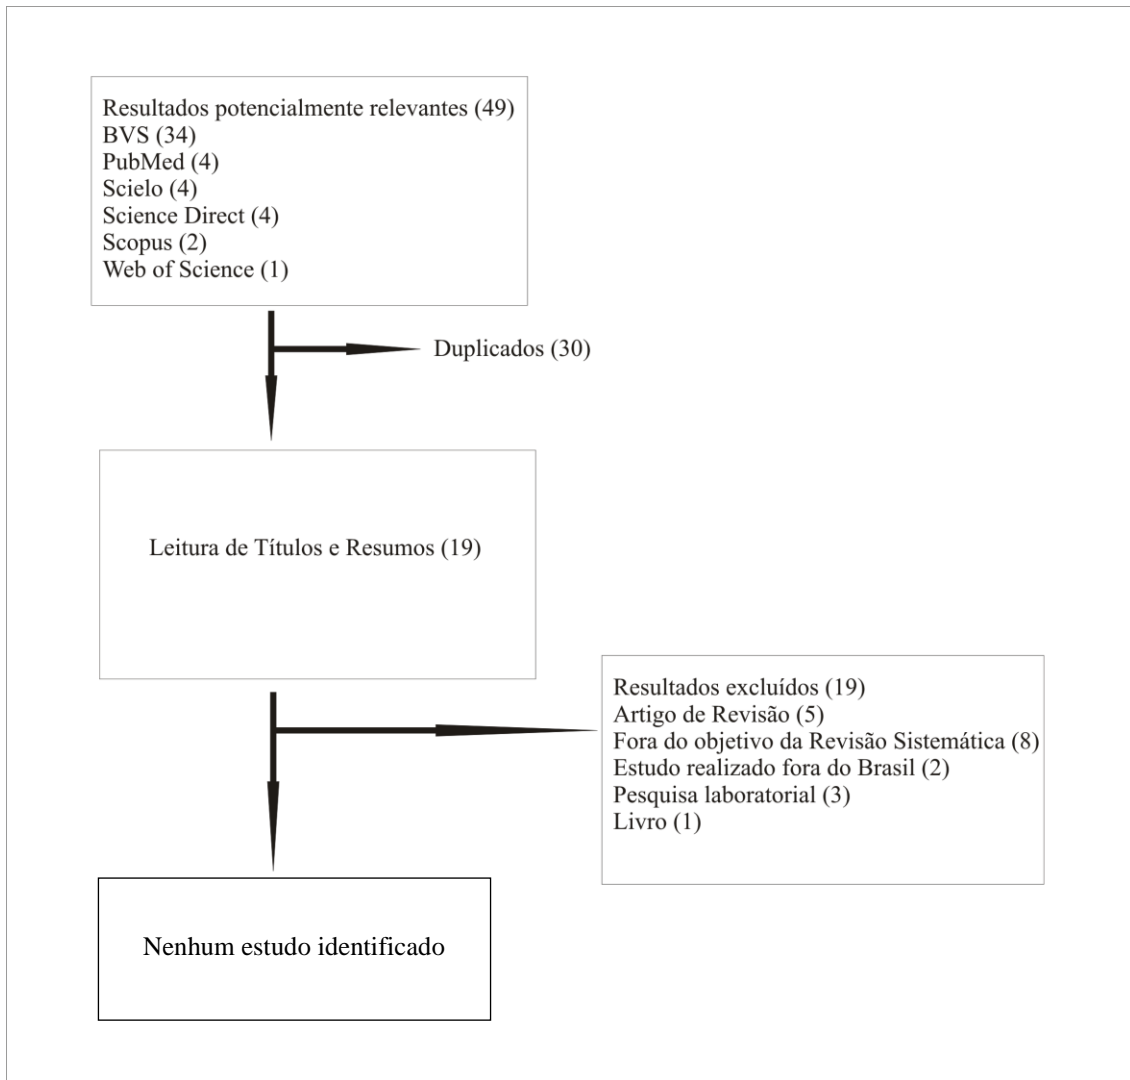 Resultados potencialmente relevantes (49)
BVS (34)
PubMed (4)
Scielo (4)
Science Direct (4)
Scopus (2)
Web of Science (1)
Duplicados (30)
Leitura de Títulos e Resumos (19)
Resultados excluídos (19)
Artigo de Revisão (5)
Fora do objetivo da Revisão Sistemática (8)
Estudo realizado fora do Brasil (2)
Pesquisa laboratorial (3)
Livro (1)
Nenhum estudo identificado